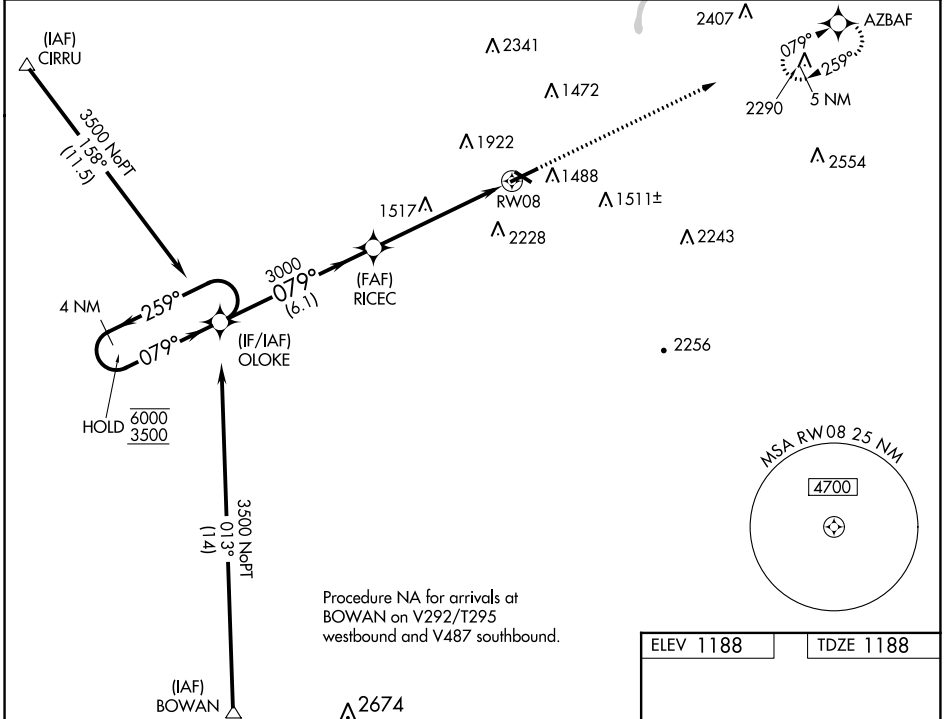 (IAF)
CIRRU
3500 NoPT
158°
(11.5)
2341
1472
1922
1517
2407
AZBAF
079°
259°
5 NM
2290
2554
1488
RW08
1511±
2228
2243
3000
079°
(6.1)
(FAF)
RICEC
4 NM
259°
079°
(IF/IAF)
OLOKE
HOLD
6000
3500
2256
MSA RW08 25 NM
4700
3500 NoPT
013°
(14)
Procedure NA for arrivals at
BOWAN on V292/T295
westbound and V487 southbound.
ELEV 1188
TDZE 1188
(IAF)
BOWAN
2674